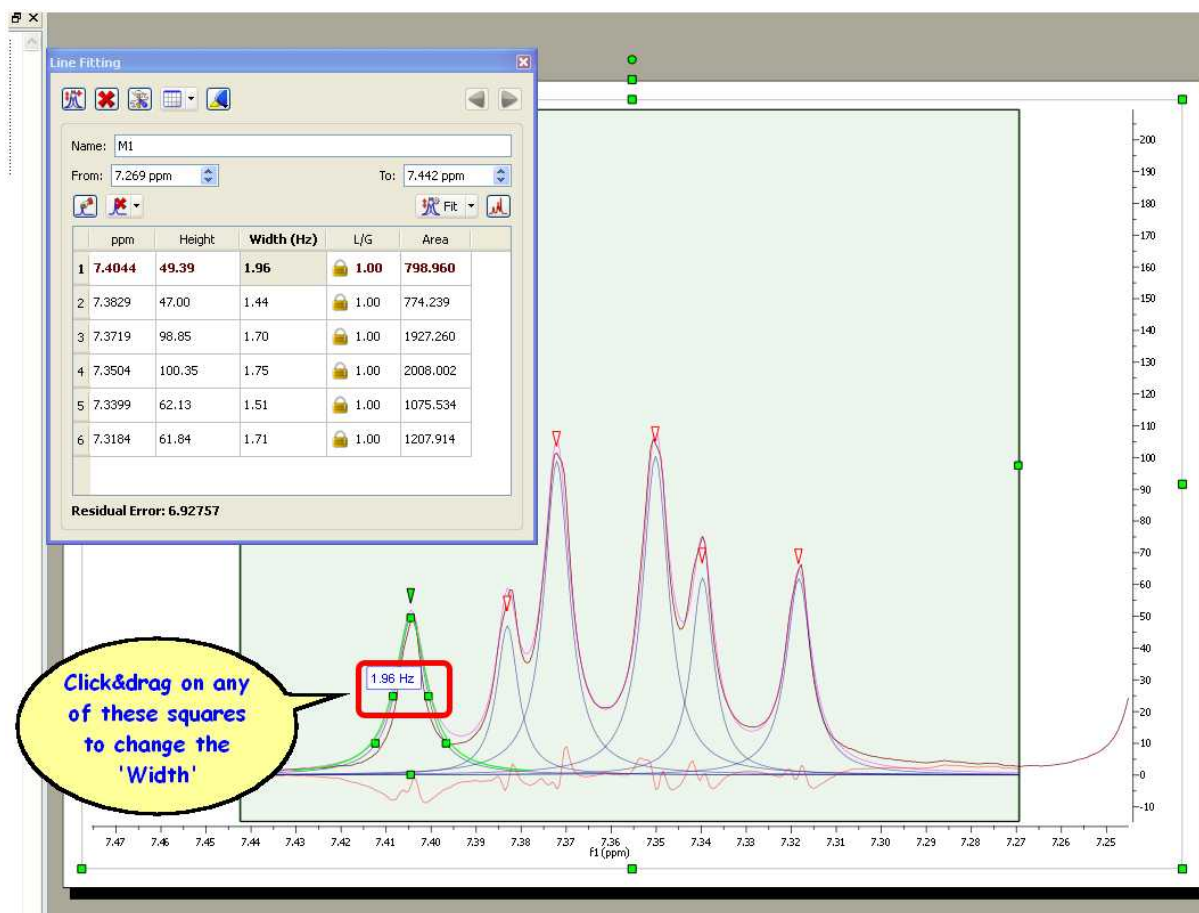 Line Fitting
Name: M1
From: 7.269 ppm To: 7.442 ppm
Fit
ppm Height Width (Hz) L/G Area
1 7.4044 49.39 1.96 1.00 798.960
2 7.3829 47.00 1.44 1.00 774.239
3 7.3719 98.85 1.70 1.00 1927.260
4 7.3504 100.35 1.75 1.00 2008.002
5 7.3399 62.13 1.51 1.00 1075.534
6 7.3184 61.84 1.71 1.00 1207.914
Residual Error: 6.92757
Click&drag on any
of these squares
to change the
'Width'
1.96 Hz
200
190
180
170
160
150
140
130
120
110
100
90
80
70
60
50
40
30
20
10
0
-10
7.47 7.46 7.45 7.44 7.43 7.42 7.41 7.40 7.39 7.38 7.37 7.36 7.35 7.34 7.33 7.32 7.31 7.30 7.29 7.28 7.27 7.26 7.25
f1 (ppm)